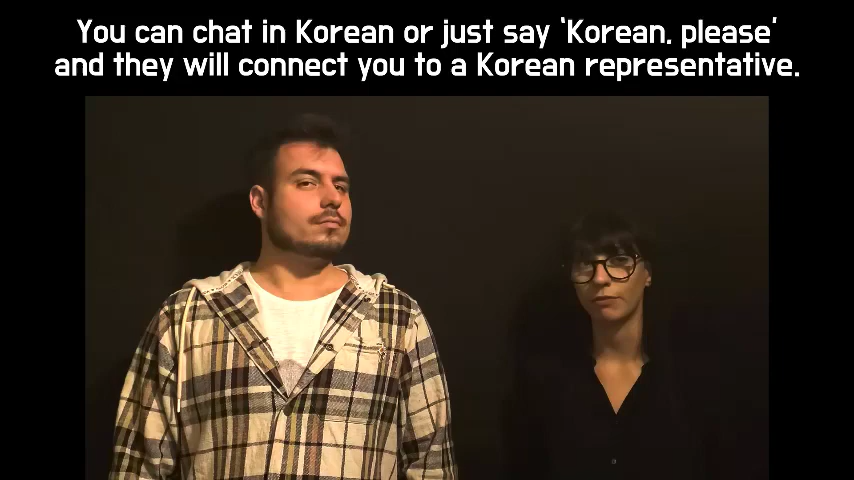 You can chat in Korean or just say ‘Korean, please’
and they will connect you to a Korean representative.